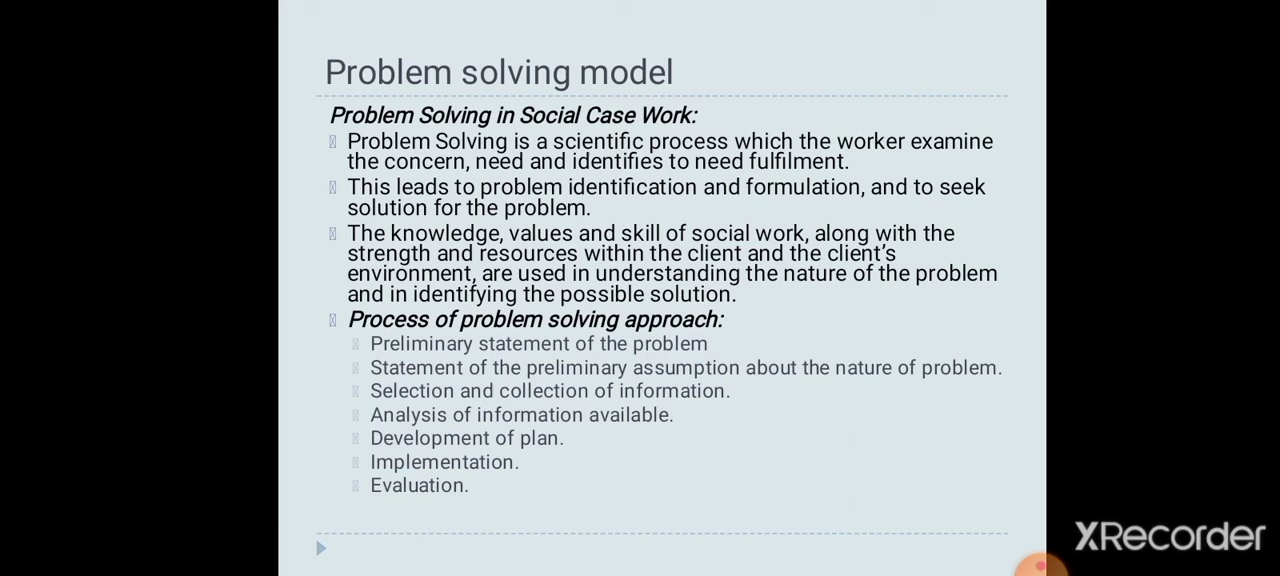 Problem solving model
Problem Solving in Social Case Work:
Problem Solving is a scientific process which the worker examine
the concern, need and identifies to need fulfilment.
This leads to problem identification and formulation, and to seek
solution for the problem.
The knowledge, values and skill of social work, along with the
strength and resources within the client and the client's
environment, are used in understanding the nature of the problem
and in identifying the possible solution.
Process of problem solving approach:
Preliminary statement of the problem
Statement of the preliminary assumption about the nature of problem.
Selection and collection of information.
Analysis of information available.
Development of plan.
Implementation.
Evaluation.
XRecorder